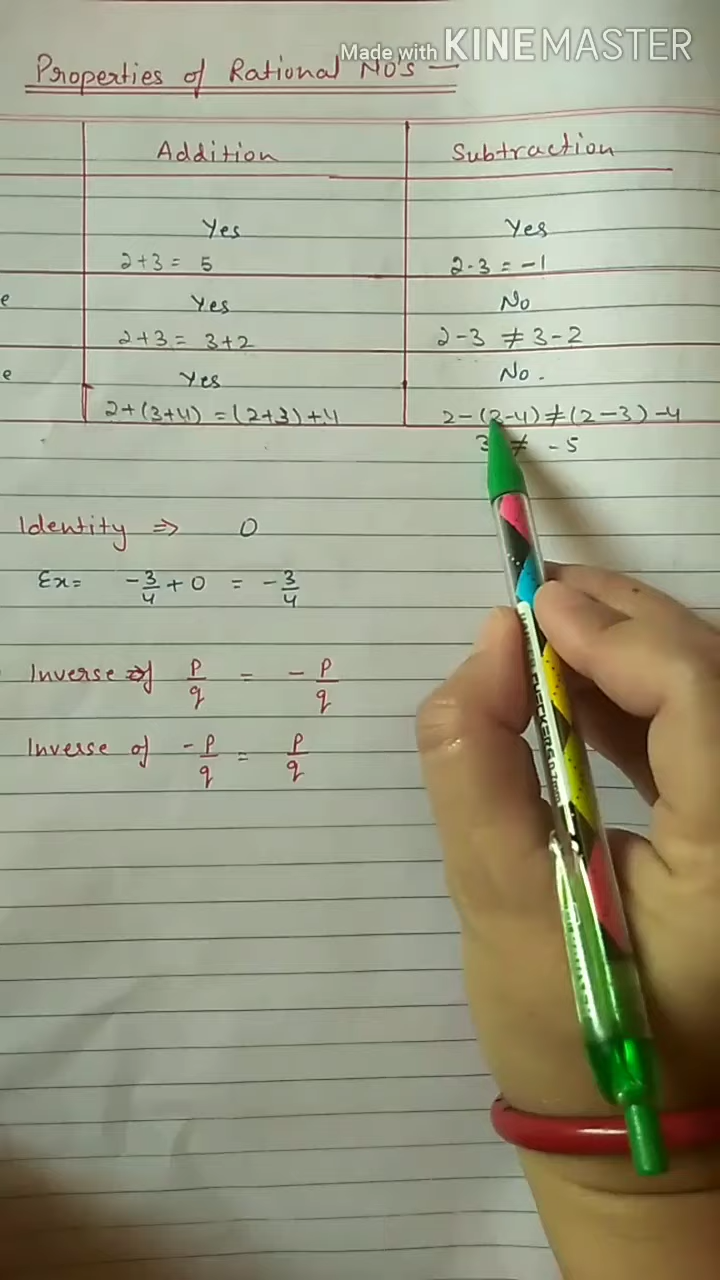 Made with KINEMASTER
Properties of Rational No's —
Addition Subtraction
Yes Yes
2+3 = 5 2-3 = -1
e Yes No
2+3 = 3+2 2-3 ≠ 3-2
e Yes No.
2+(3+4) = (2+3)+4 2-(3-4) ≠ (2-3)-4
3 ≠ -5
Identity ⇒ 0
Ex= -3/4 + 0 = -3/4
Inverse of p/q = -p/q
Inverse of -p/q = p/q